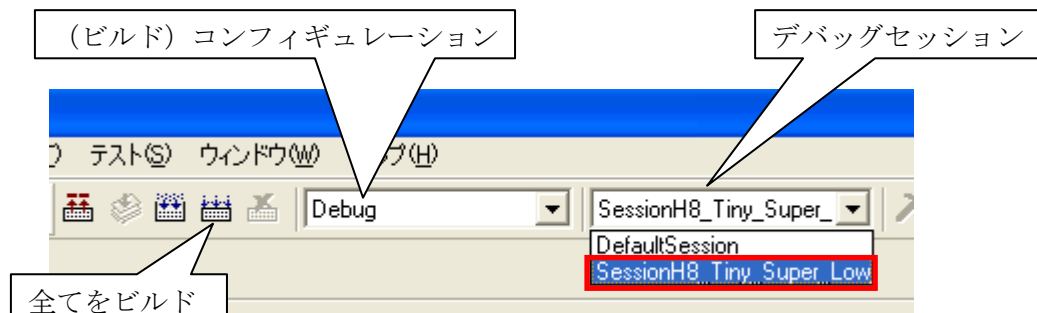 (ビルド)コンフィギュレーション
デバッグセッション
テスト(S) ウィンドウ(W) プ(H)
Debug
SessionH8_Tiny_Super_
DefaultSession
SessionH8_Tiny_Super_Low
全てをビルド